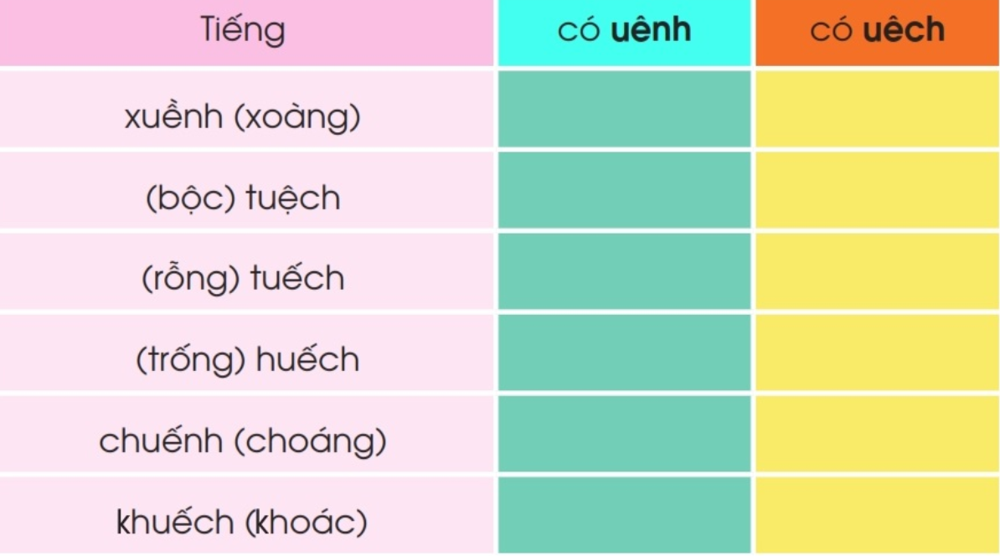 Tiếng có uênh có uêch
xuềnh (xoàng)
(bộc) tuệch
(rỗng) tuếch
(trống) huếch
chuếnh (choáng)
khuếch (khoác)